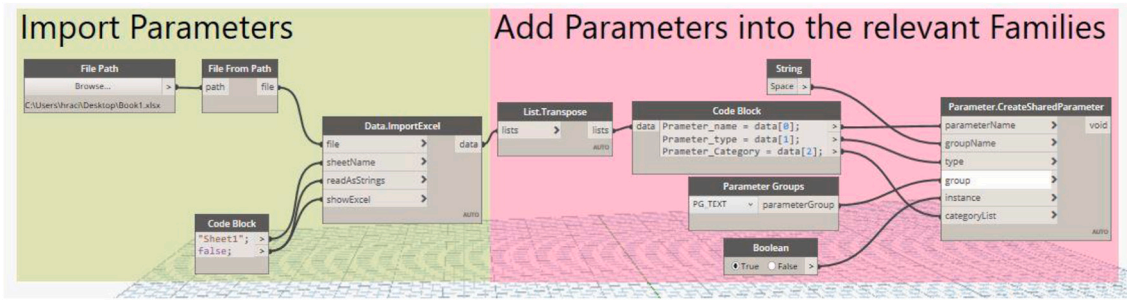 Import Parameters
Add Parameters into the relevant Families
File Path
Browse... >
C:\Users\hraci\Desktop\Book1.xlsx
File From Path
path file
Data.ImportExcel
file > data
sheetName >
readAsStrings >
showExcel >
AUTO
Code Block
"Sheet1"; >
false; >
List.Transpose
lists > lists
AUTO
Code Block
data Prameter_name = data[0]; >
Prameter_type = data[1]; >
Prameter_Category = data[2]; >
String
Space >
Parameter Groups
PG_TEXT parameterGroup
Boolean
True False >
Parameter.CreateSharedParameter
parameterName > void
groupName >
type >
group >
instance >
categoryList >
AUTO